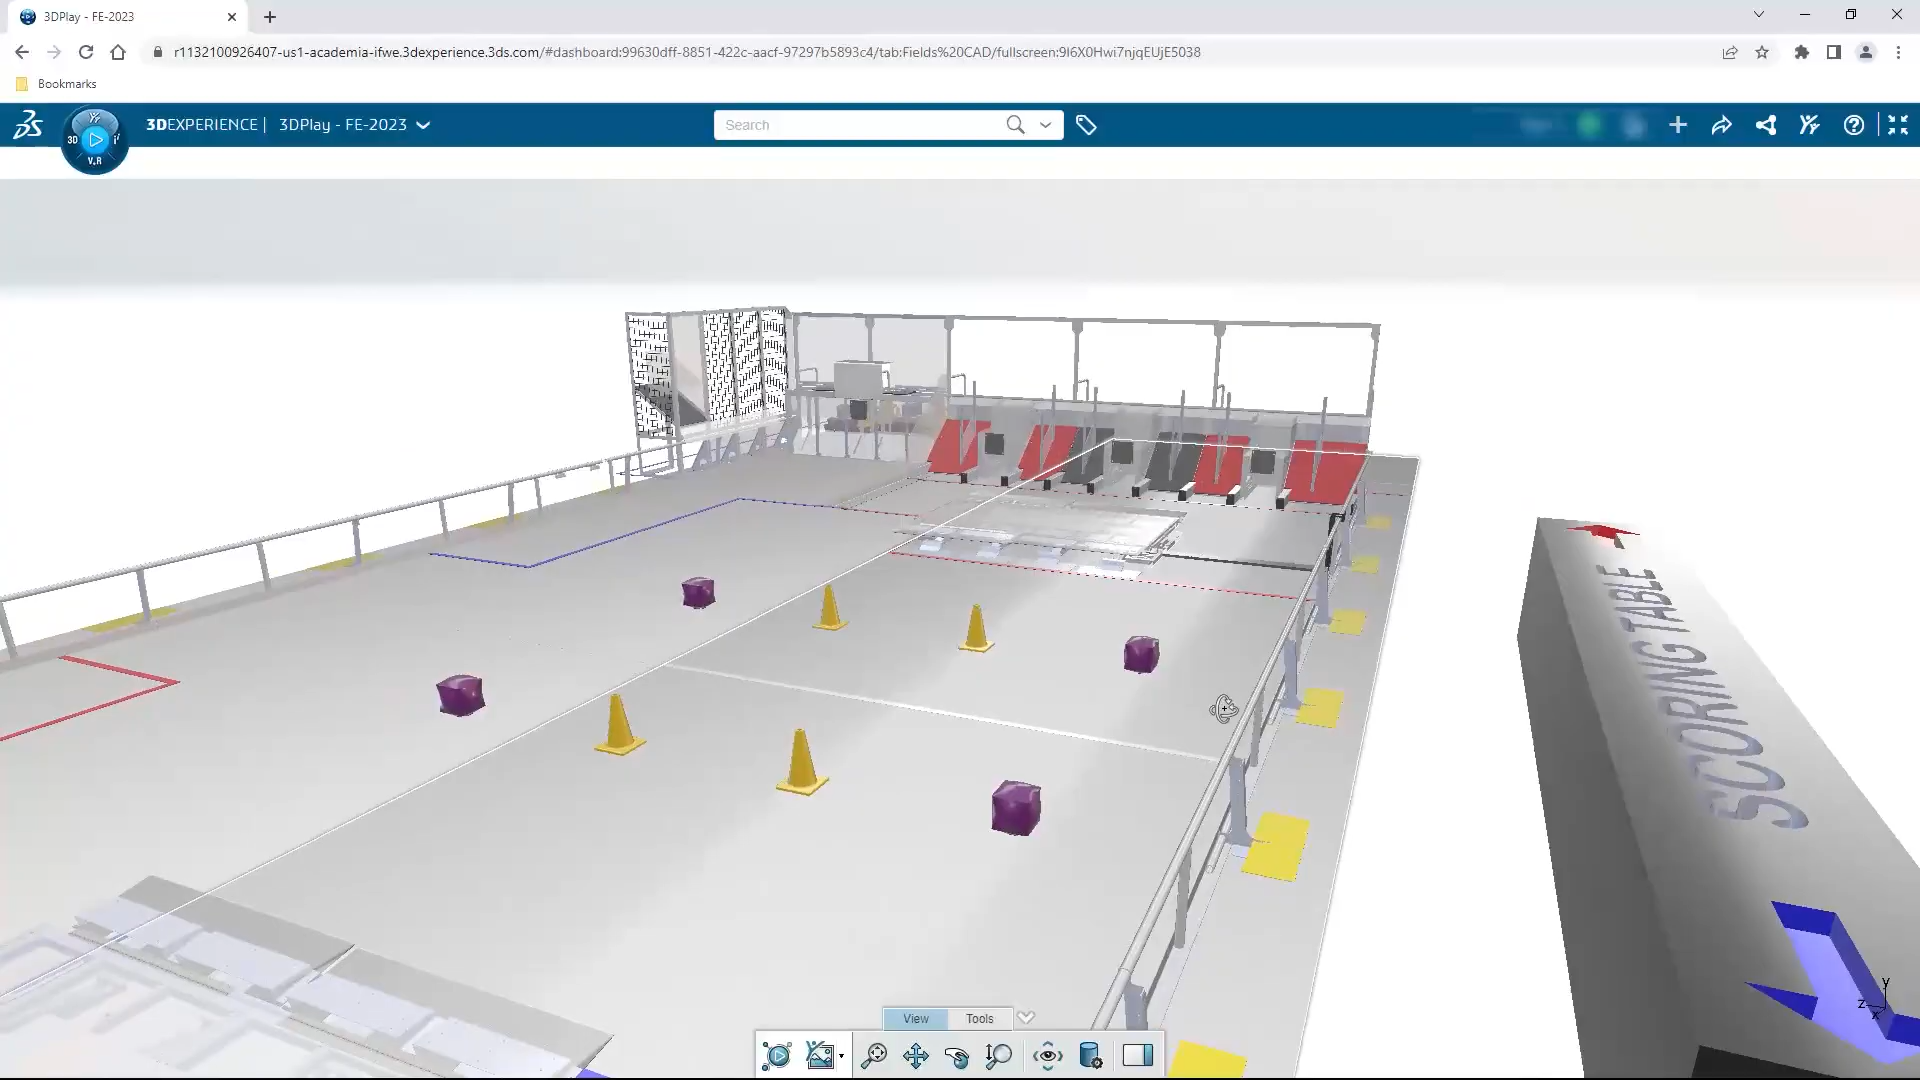 3DPlay - FE-2023
r1132100926407-us1-academia-ifwe.3dexperience.3ds.com/#dashboard:99630dff-8851-422c-aacf-97297b5893c4/tab:Fields%20CAD/fullscreen:9I6X0Hwi7njqEUjE5038
Bookmarks
3D
V.R
3DEXPERIENCE | 3DPlay - FE-2023
Search
SCORING TABLE
View
Tools
y
z
x